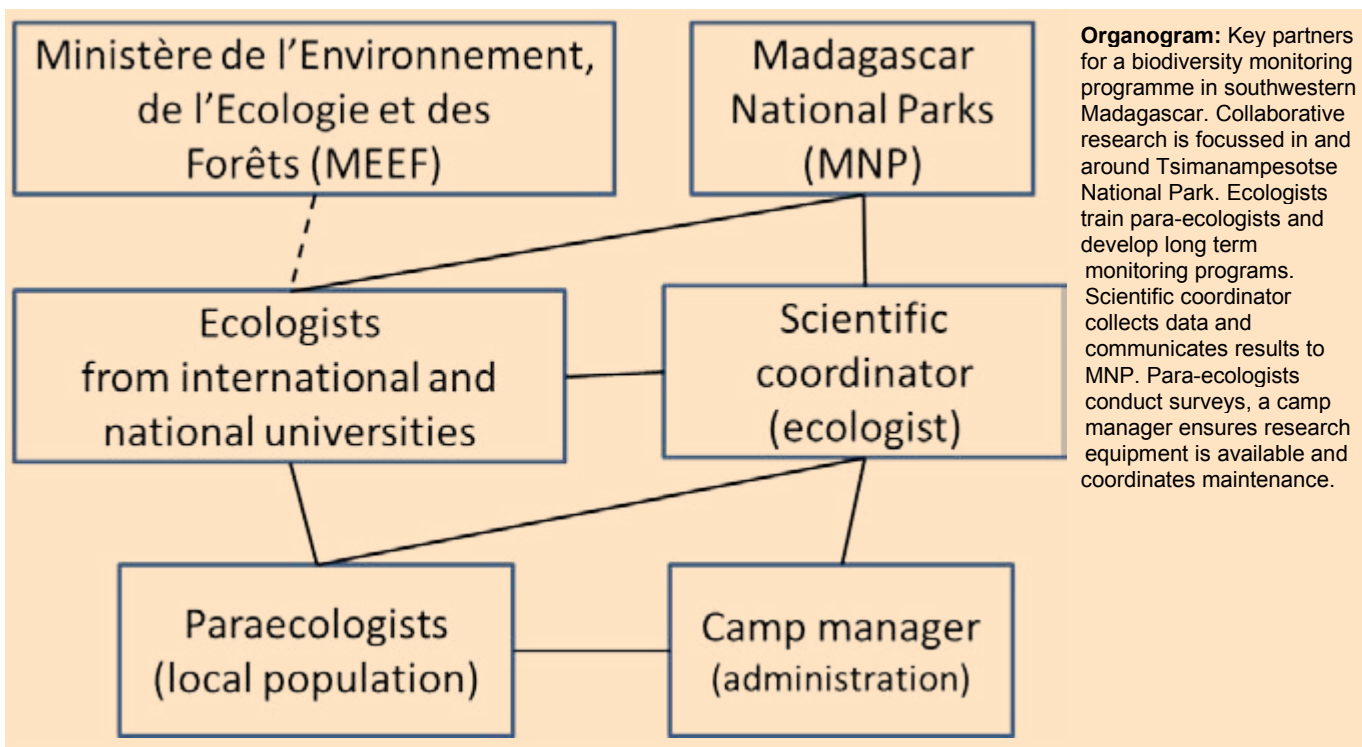 Ministère de l’Environnement,
de l’Ecologie et des
Forêts (MEEF)
Madagascar
National Parks
(MNP)
Ecologists
from international and
national universities
Scientific
coordinator
(ecologist)
Paraecologists
(local population)
Camp manager
(administration)
Organogram: Key partners
for a biodiversity monitoring
programme in southwestern
Madagascar. Collaborative
research is focussed in and
around Tsimanampesotse
National Park. Ecologists
train para-ecologists and
develop long term
monitoring programs.
Scientific coordinator
collects data and
communicates results to
MNP. Para-ecologists
conduct surveys, a camp
manager ensures research
equipment is available and
coordinates maintenance.